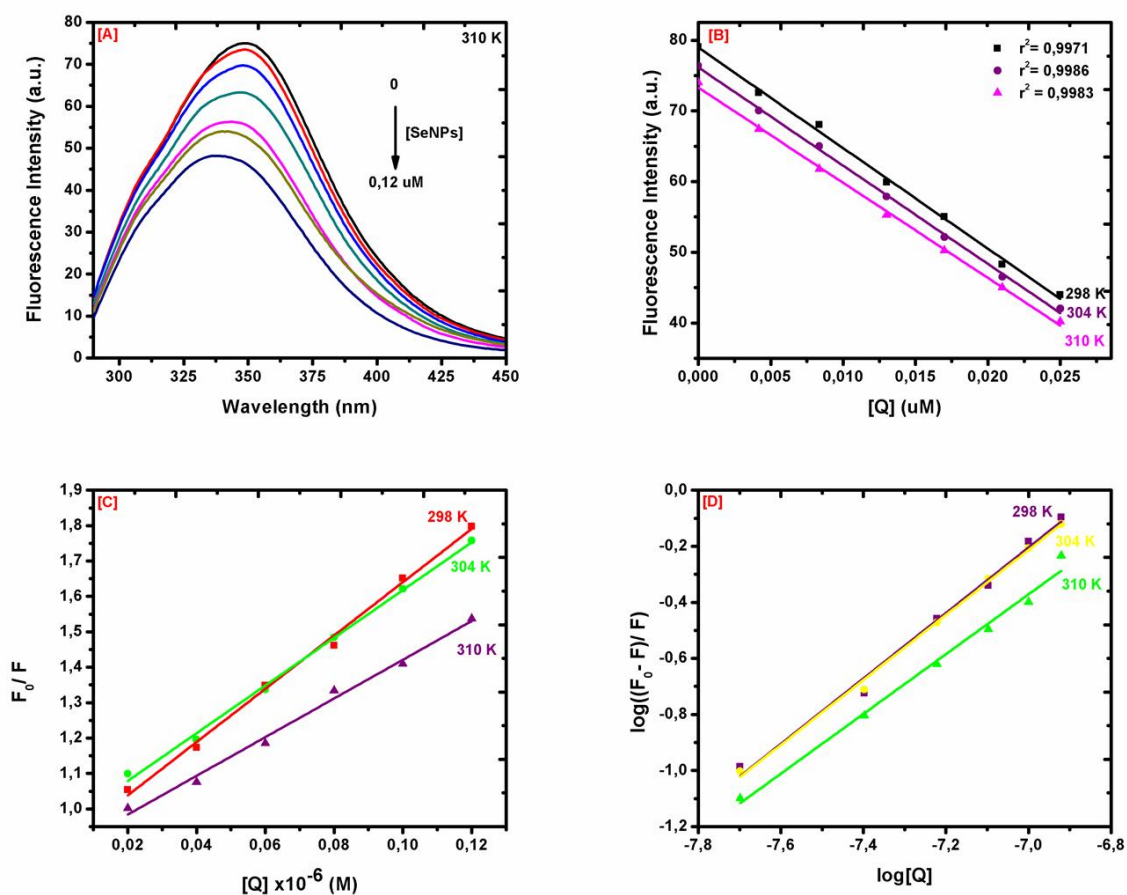 [A]
310 K
0
[SeNPs]
0,12 uM
Fluorescence Intensity (a.u.)
80
70
60
50
40
30
20
10
0
300 325 350 375 400 425 450
Wavelength (nm)
[B]
r² = 0,9971
r² = 0,9986
r² = 0,9983
298 K
304 K
310 K
Fluorescence Intensity (a.u.)
80
70
60
50
40
0,000 0,005 0,010 0,015 0,020 0,025
[Q] (uM)
[C]
298 K
304 K
310 K
F₀/ F
1,9
1,8
1,7
1,6
1,5
1,4
1,3
1,2
1,1
1,0
0,02 0,04 0,06 0,08 0,10 0,12
[Q] x10⁻⁶ (M)
[D]
298 K
304 K
310 K
log((F₀ - F)/ F)
0,0
-0,2
-0,4
-0,6
-0,8
-1,0
-1,2
-7,8 -7,6 -7,4 -7,2 -7,0 -6,8
log[Q]